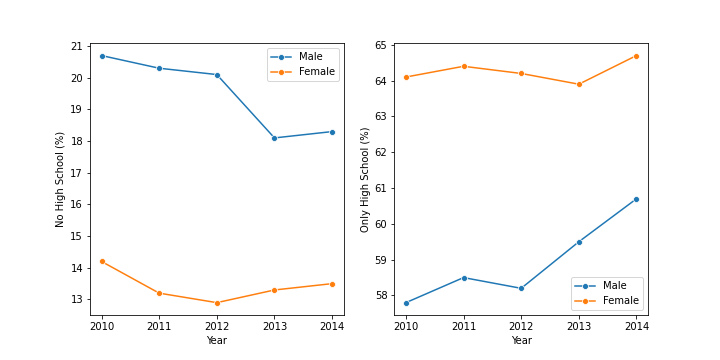 No High School (%)
21
20
19
18
17
16
15
14
13
2010 2011 2012 2013 2014
Year
Male
Female
Only High School (%)
65
64
63
62
61
60
59
58
2010 2011 2012 2013 2014
Year
Male
Female